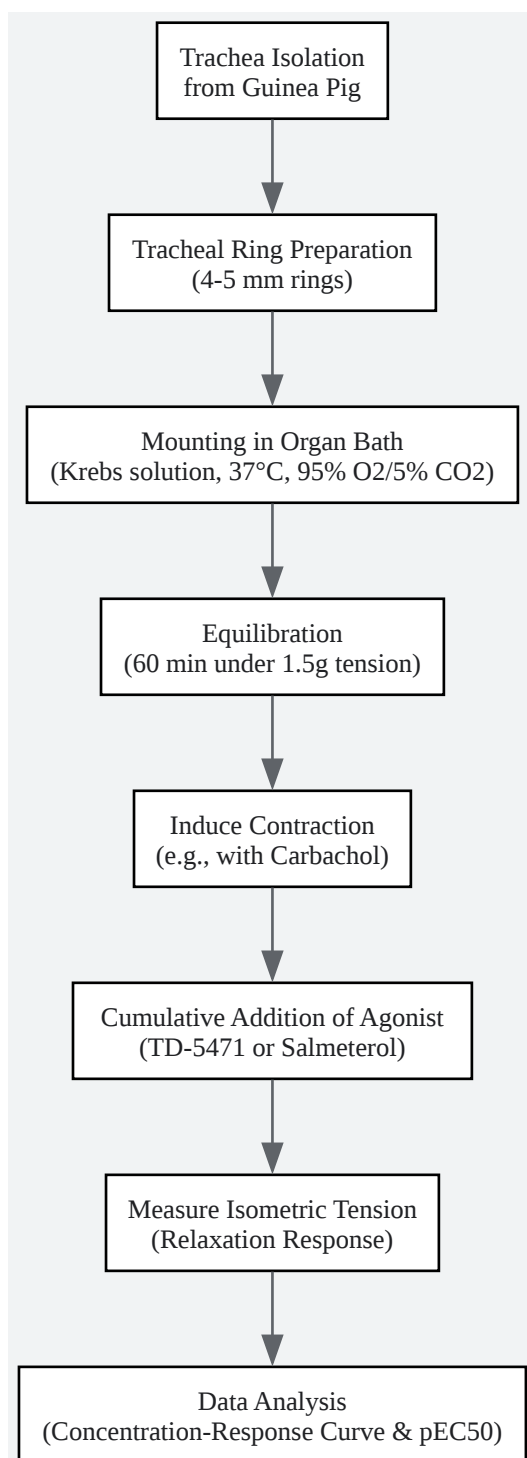 Trachea Isolation
from Guinea Pig
Tracheal Ring Preparation
(4-5 mm rings)
Mounting in Organ Bath
(Krebs solution, 37°C, 95% O2/5% CO2)
Equilibration
(60 min under 1.5g tension)
Induce Contraction
(e.g., with Carbachol)
Cumulative Addition of Agonist
(TD-5471 or Salmeterol)
Measure Isometric Tension
(Relaxation Response)
Data Analysis
(Concentration-Response Curve & pEC50)